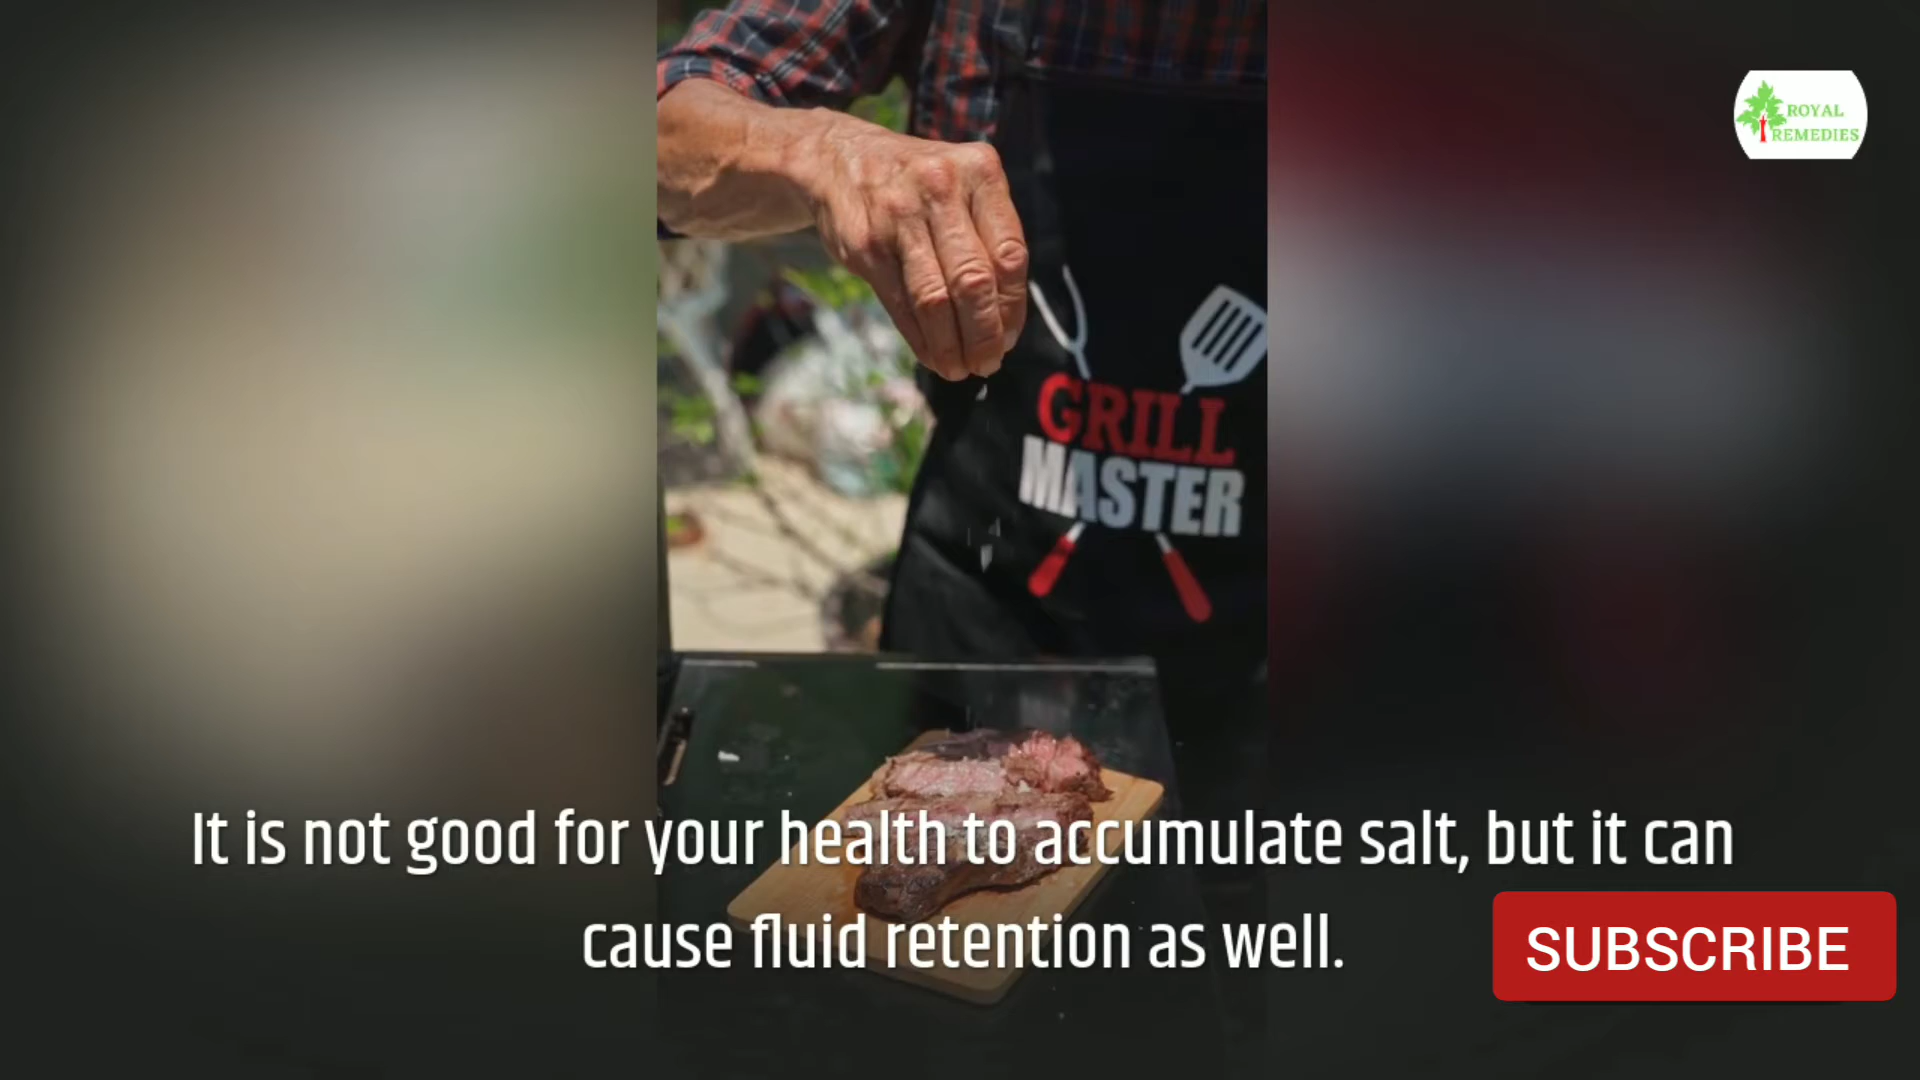 ROYAL
REMEDIES
GRILL
MASTER
It is not good for your health to accumulate salt, but it can
cause fluid retention as well.
SUBSCRIBE